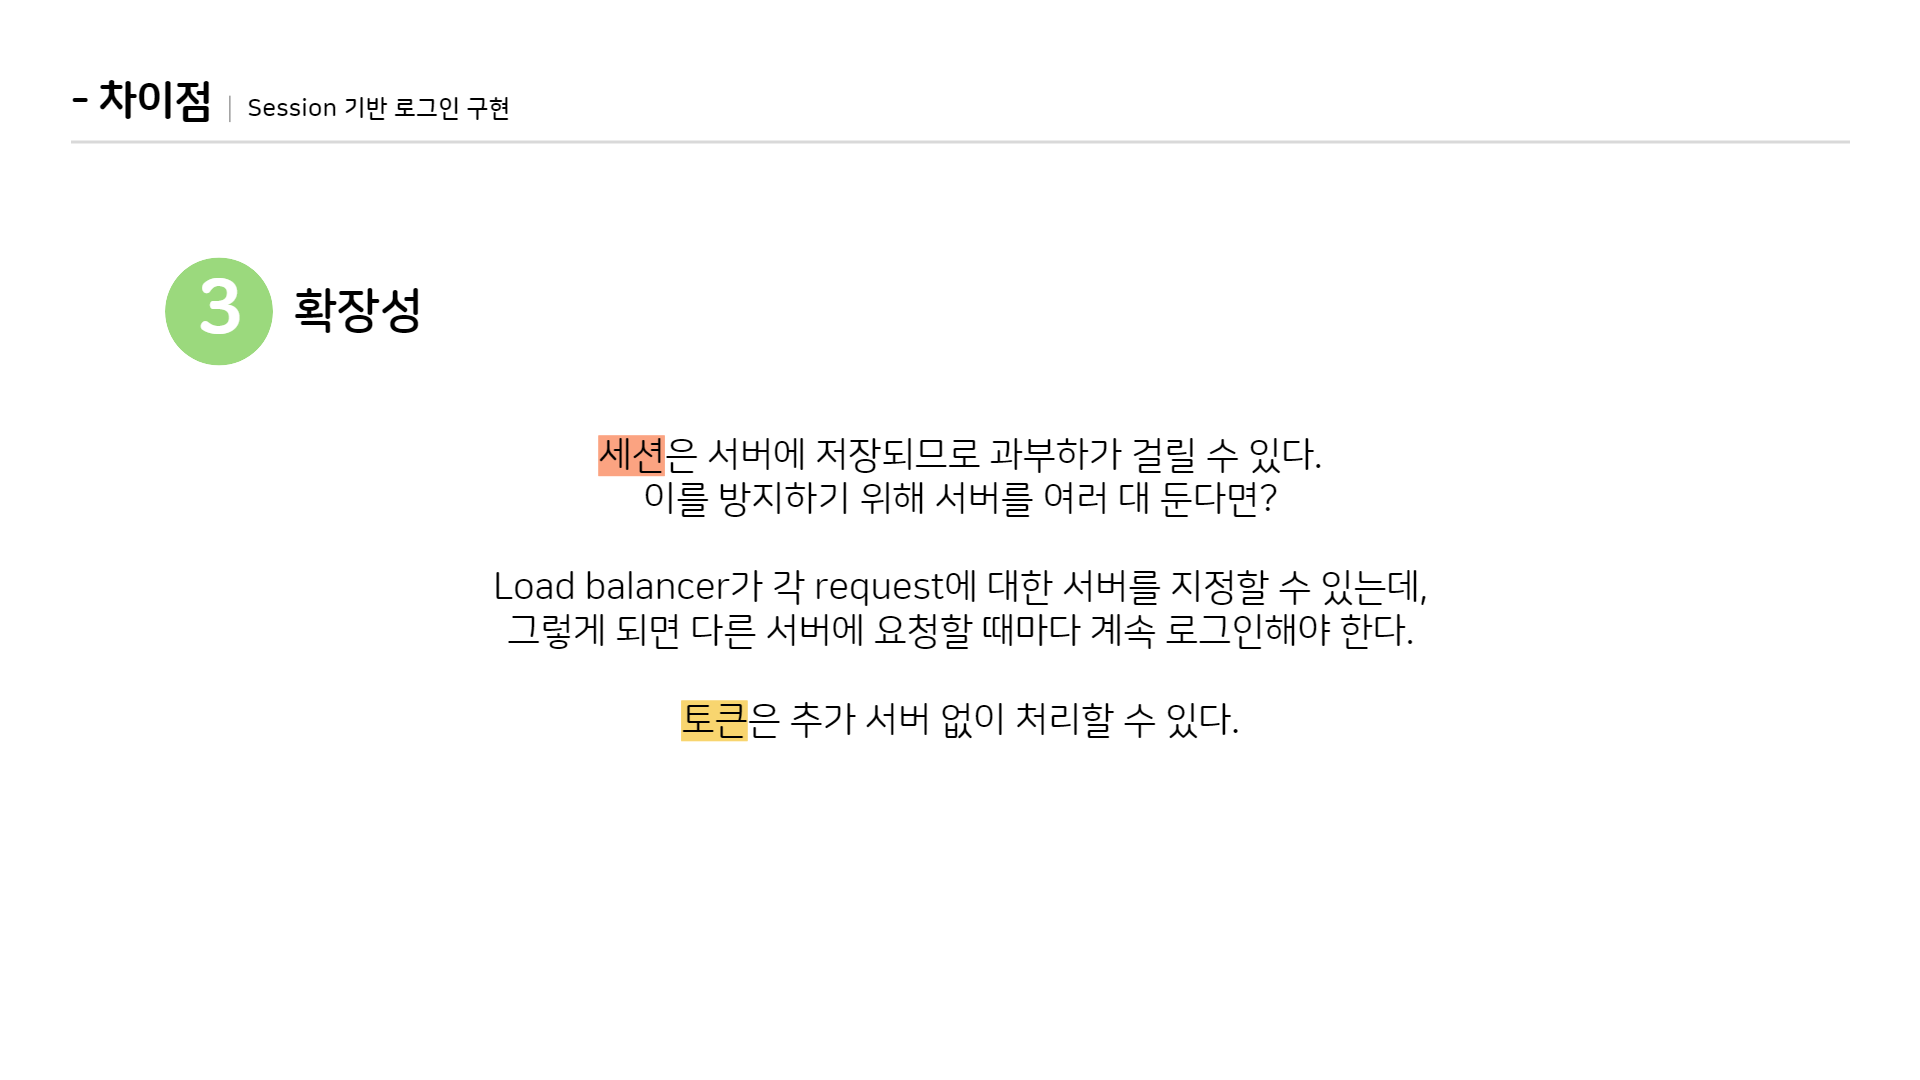 - 차이점 | Session 기반 로그인 구현
3 확장성
세션은 서버에 저장되므로 과부하가 걸릴 수 있다.
이를 방지하기 위해 서버를 여러 대 둔다면?
Load balancer가 각 request에 대한 서버를 지정할 수 있는데,
그렇게 되면 다른 서버에 요청할 때마다 계속 로그인해야 한다.
토큰은 추가 서버 없이 처리할 수 있다.